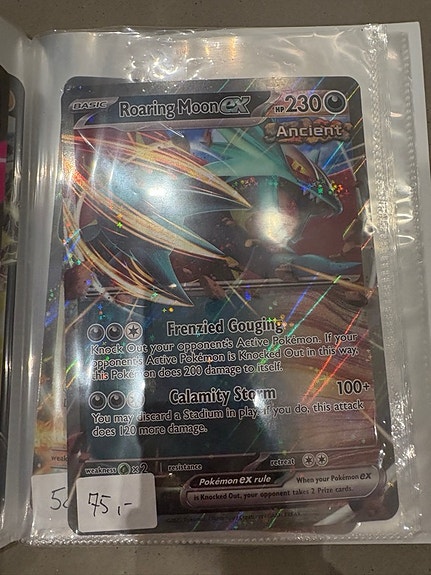 BASIC Roaring Moon ex HP 230
Ancient
Frenzied Gouging
Knock Out your opponent's Active Pokémon. If your
opponent's Active Pokémon is Knocked Out in this way,
this Pokémon does 200 damage to itself.
Calamity Storm 100+
You may discard a Stadium in play. If you do, this attack
does 120 more damage.
weakness ×2 resistance retreat
Pokémon ex rule When your Pokémon ex
is Knocked Out, your opponent takes 2 Prize cards.
75,-